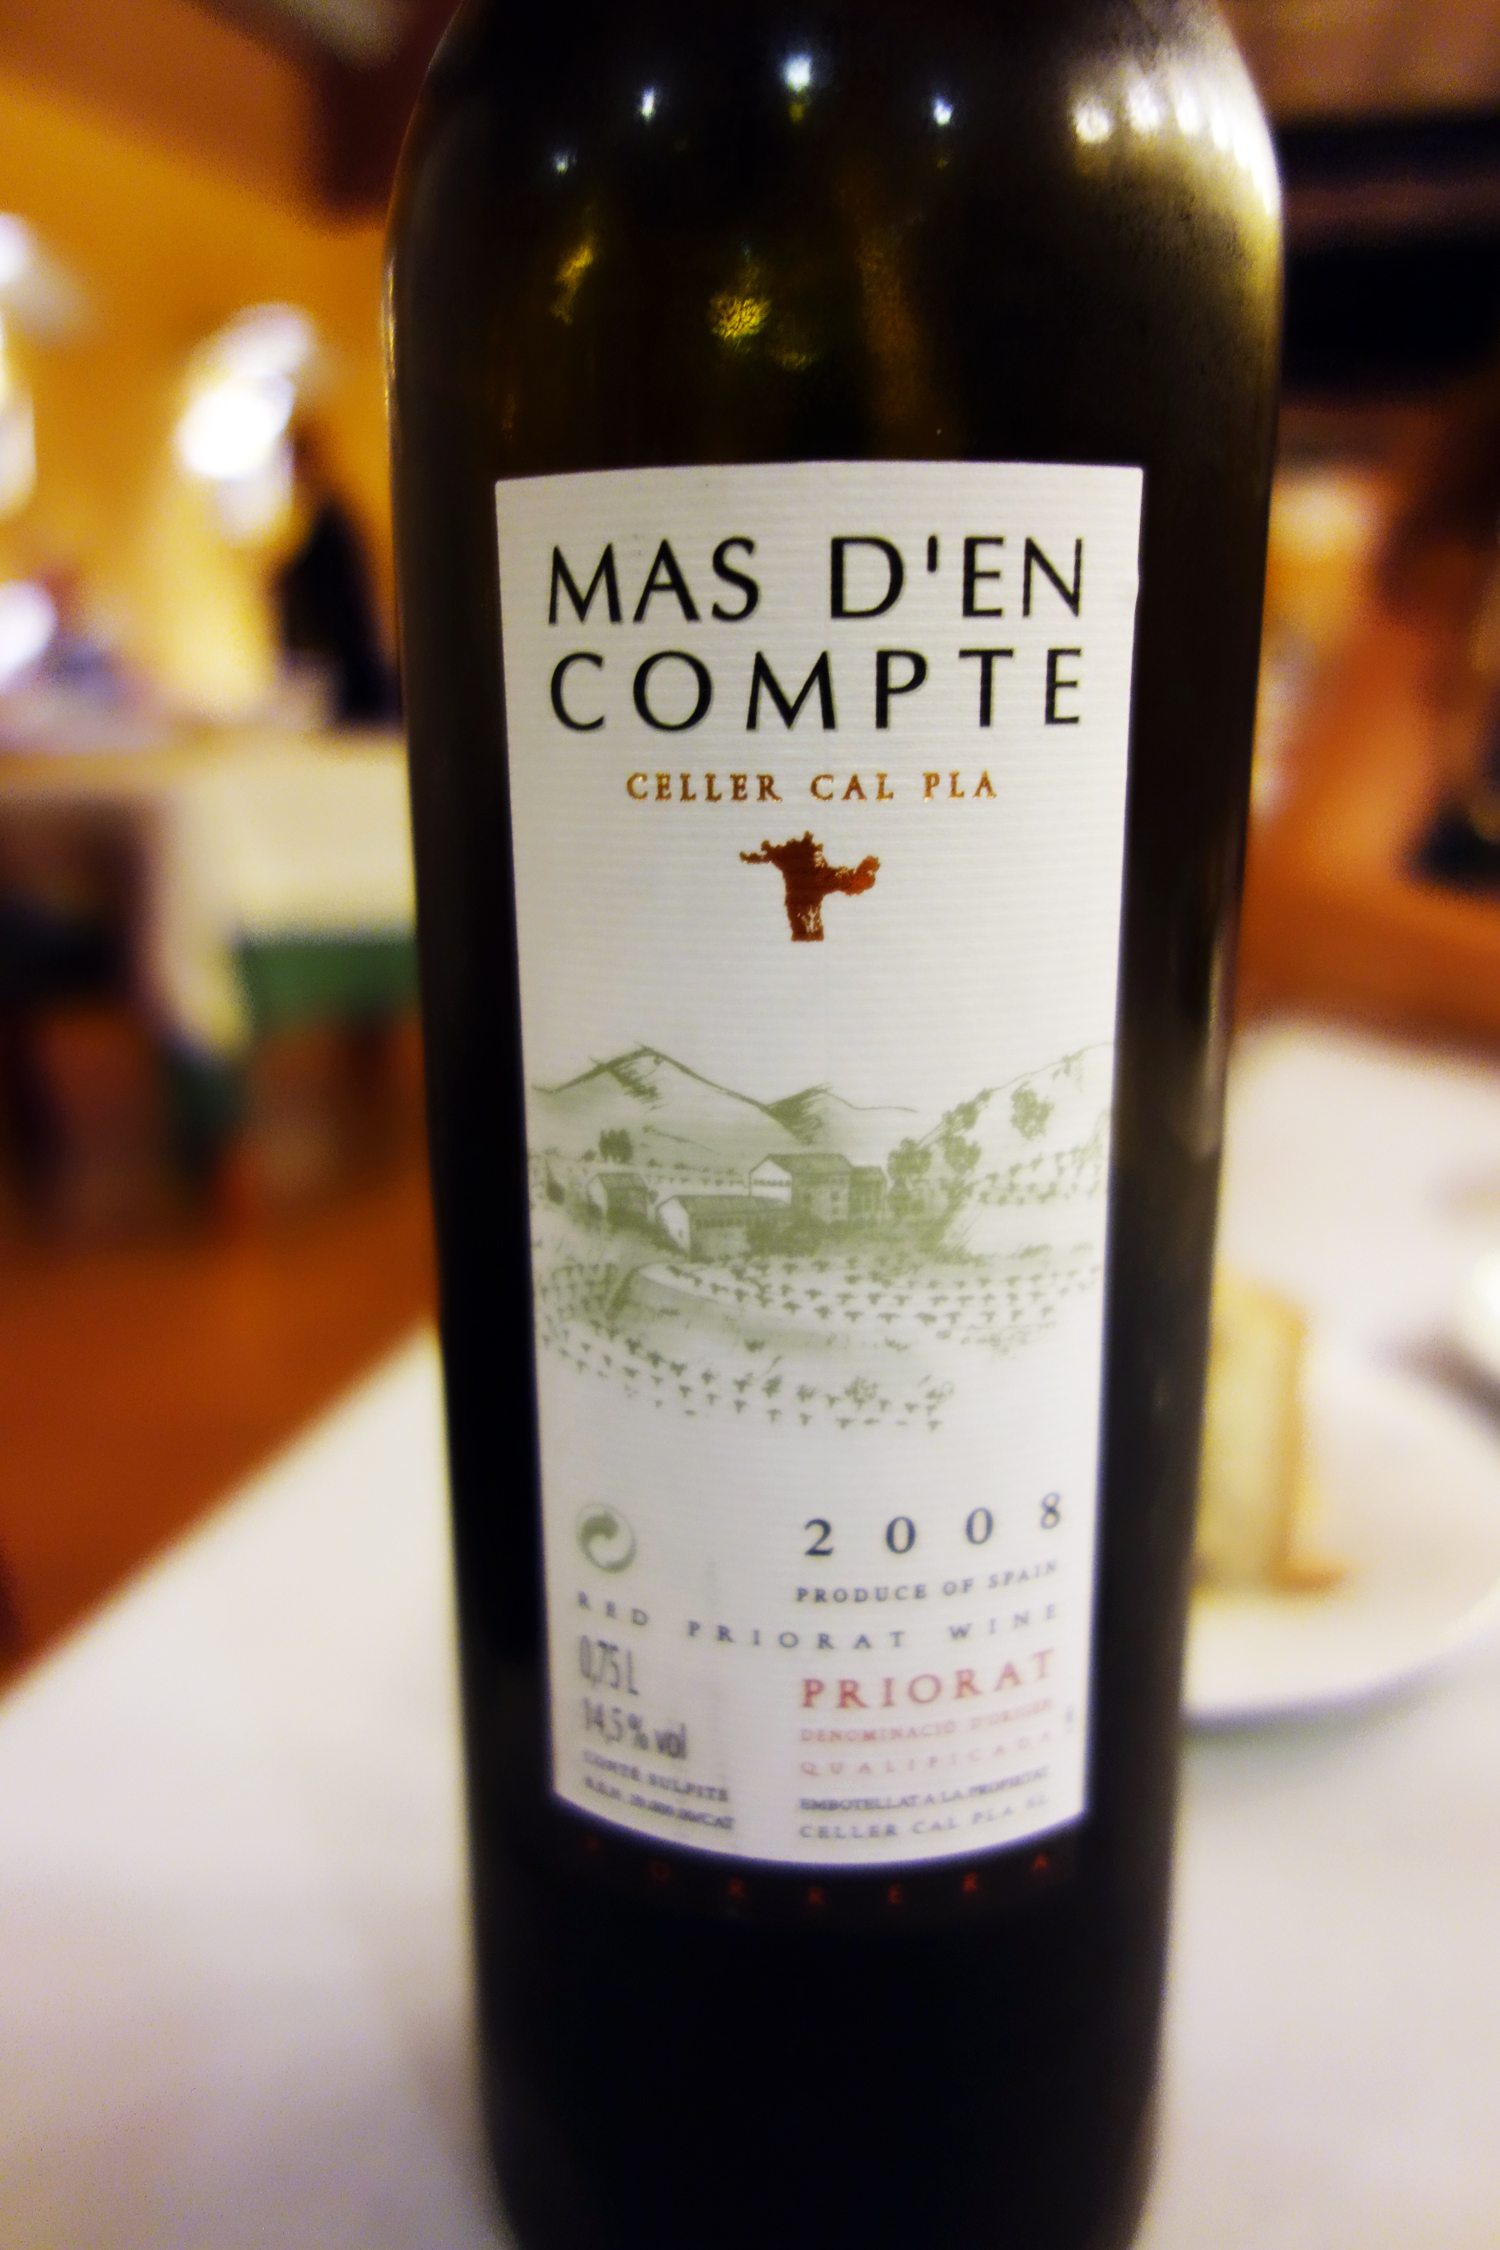 MAS D'EN
COMPTE
CELLER CAL PLA
2008
PRODUCE OF SPAIN
RED PRIORAT WINE
0,75 L
14,5% vol
PRIORAT
DENOMINACIÓ D'ORIGEN
QUALIFICADA
CONTÉ SULFITS
EMBOTELLAT A LA PROPIETAT
CELLER CAL PLA SL
PORRERA